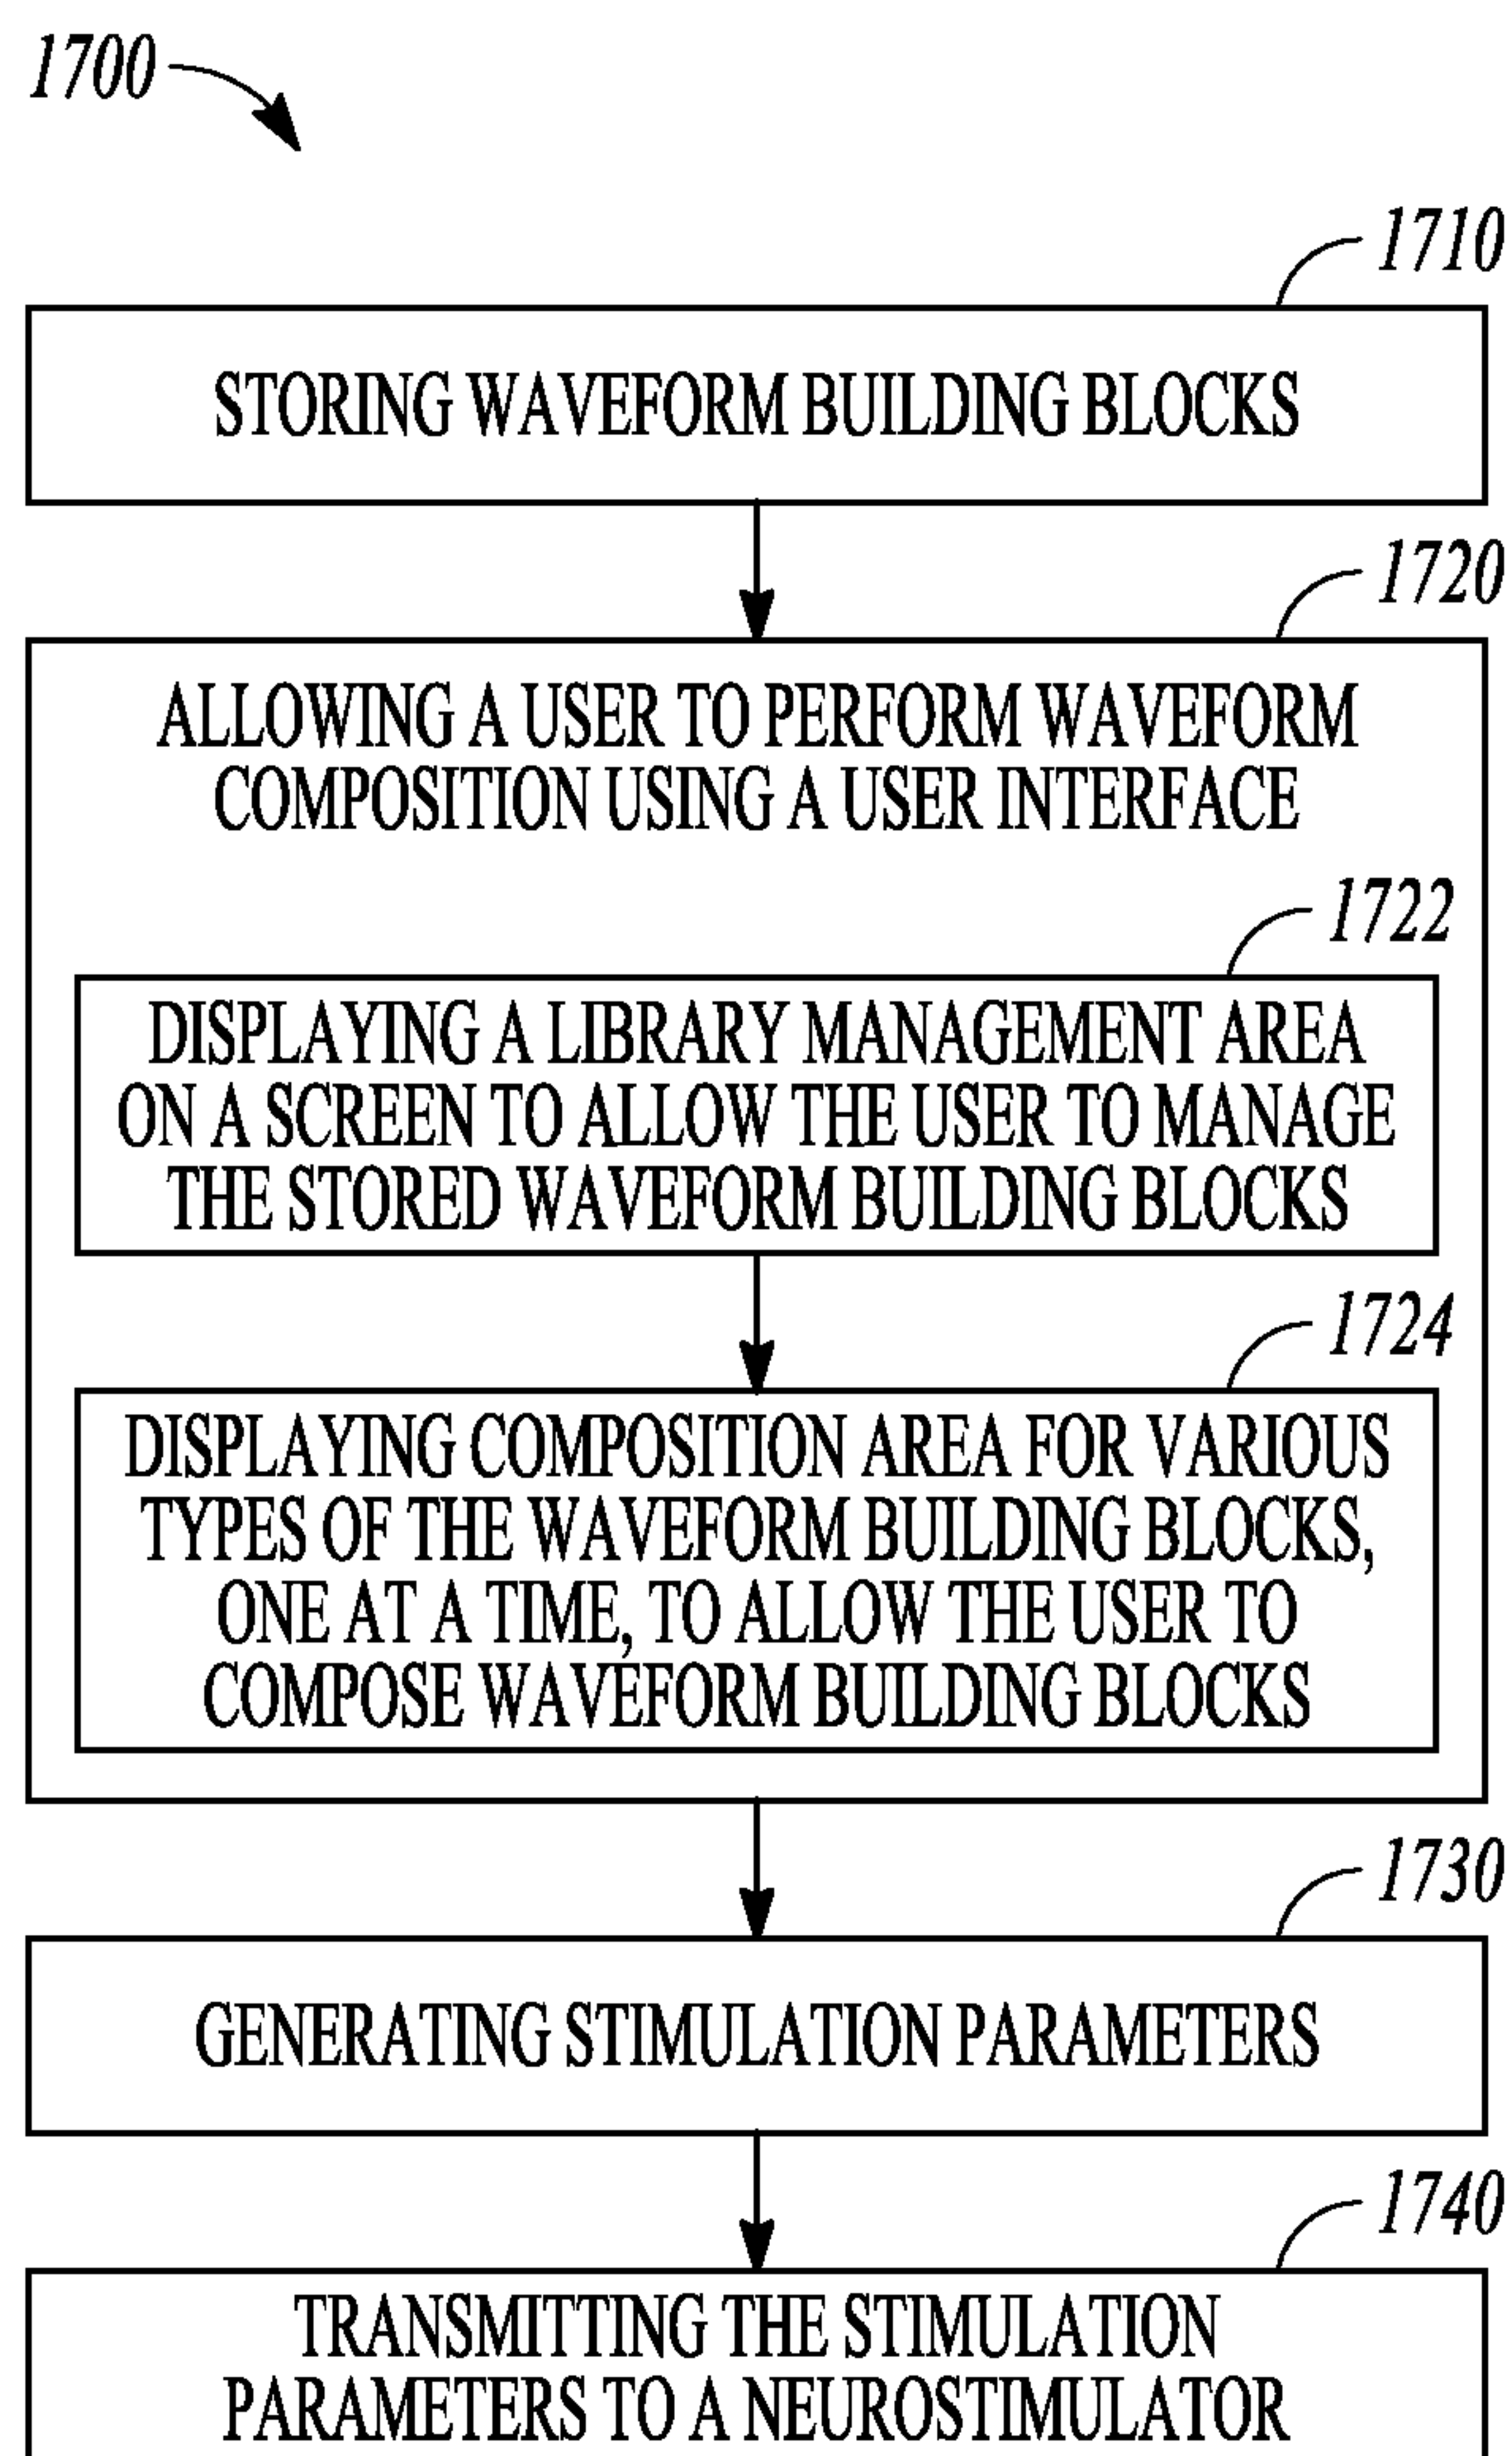 1700
1710
STORING WAVEFORM BUILDING BLOCKS
1720
ALLOWING A USER TO PERFORM WAVEFORM
COMPOSITION USING A USER INTERFACE
1722
DISPLAYING A LIBRARY MANAGEMENT AREA
ON A SCREEN TO ALLOW THE USER TO MANAGE
THE STORED WAVEFORM BUILDING BLOCKS
1724
DISPLAYING COMPOSITION AREA FOR VARIOUS
TYPES OF THE WAVEFORM BUILDING BLOCKS,
ONE AT A TIME, TO ALLOW THE USER TO
COMPOSE WAVEFORM BUILDING BLOCKS
1730
GENERATING STIMULATION PARAMETERS
1740
TRANSMITTING THE STIMULATION
PARAMETERS TO A NEUROSTIMULATOR